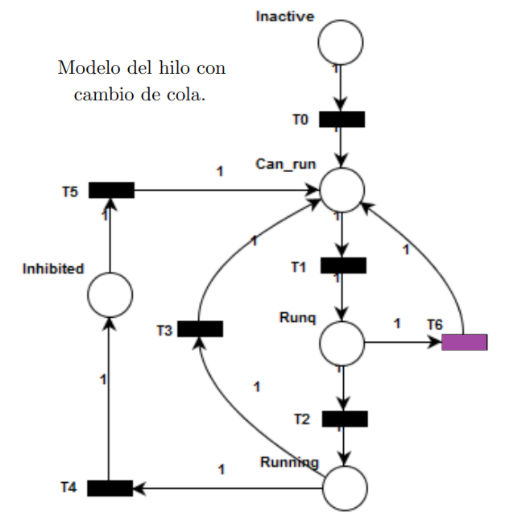 Inactive
1
Modelo del hilo con
cambio de cola.
T0
1
Can_run
1
T5
1
1
1
1
T1
1
Inhibited
Runq
1
T6
T3
1
1
1
T2
1
Running
1
T4